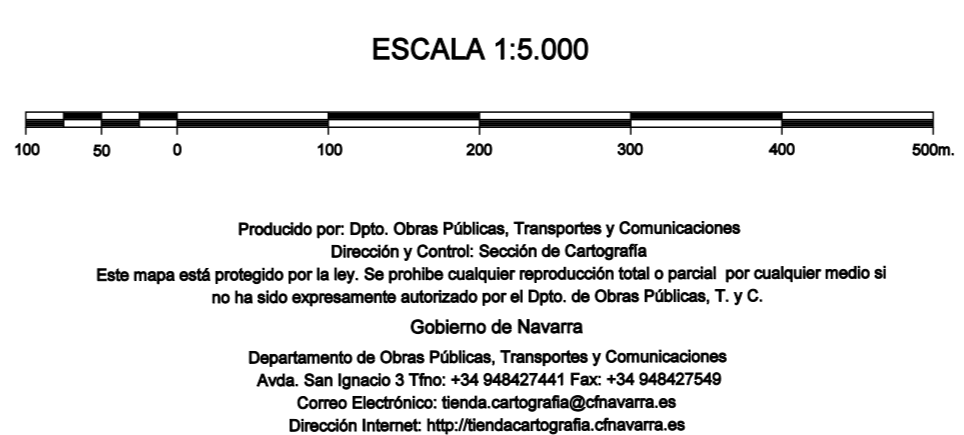 ESCALA 1:5.000
100 50 0 100 200 300 400 500m.
Producido por: Dpto. Obras Públicas, Transportes y Comunicaciones
Dirección y Control: Sección de Cartografía
Este mapa está protegido por la ley. Se prohibe cualquier reproducción total o parcial por cualquier medio si
no ha sido expresamente autorizado por el Dpto. de Obras Públicas, T. y C.
Gobierno de Navarra
Departamento de Obras Públicas, Transportes y Comunicaciones
Avda. San Ignacio 3 Tfno: +34 948427441 Fax: +34 948427549
Correo Electrónico: tienda.cartografia@cfnavarra.es
Dirección Internet: http://tiendacartografia.cfnavarra.es